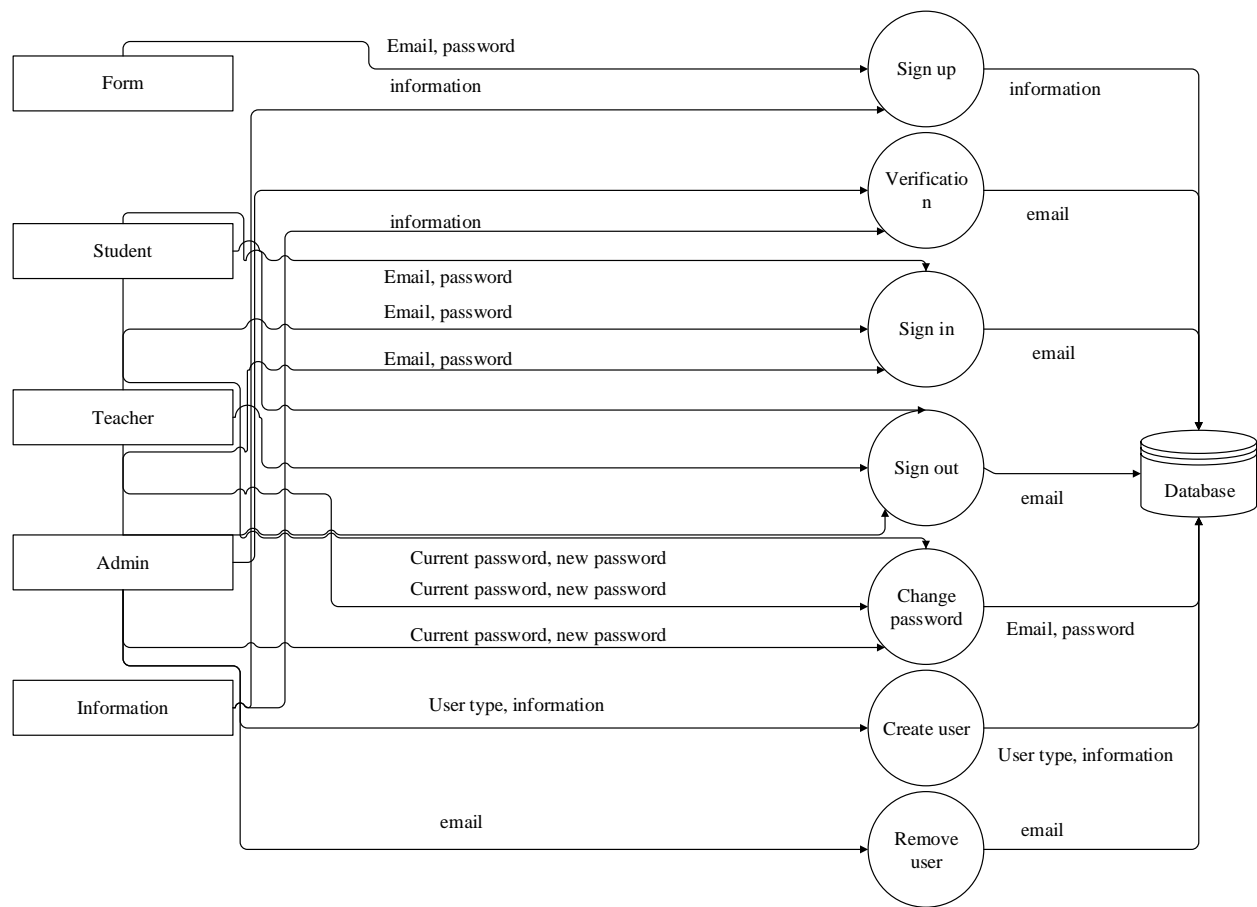 Email, password
Form
Sign up
information
information
Verificatio
n
information
email
Student
Email, password
Email, password
Sign in
email
Email, password
Teacher
Sign out
email
Database
Admin
Current password, new password
Current password, new password
Change
password
Email, password
Current password, new password
Information
User type, information
Create user
User type, information
email
Remove
user
email